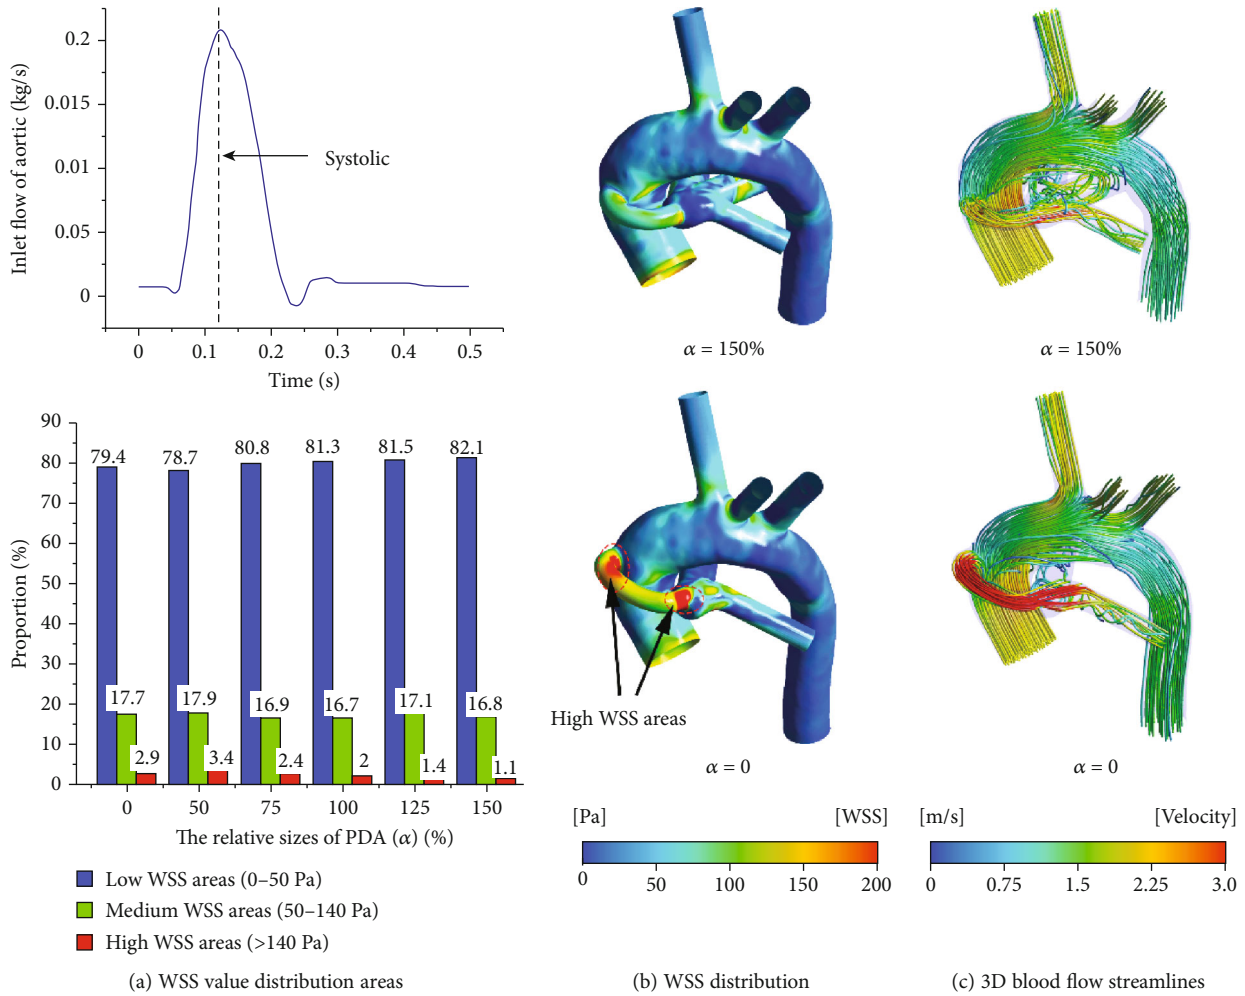 Inlet flow of aortic (kg/s)
0.2
0.015
0.01
0.05
0
Systolic
0 0.1 0.2 0.3 0.4 0.5
Time (s)
Proportion (%)
90
80
70
60
50
40
30
20
10
0
79.4 78.7 80.8 81.3 81.5 82.1
17.7 17.9 16.9 16.7 17.1 16.8
2.9 3.4 2.4 2 1.4 1.1
0 50 75 100 125 150
The relative sizes of PDA (α) (%)
Low WSS areas (0–50 Pa)
Medium WSS areas (50–140 Pa)
High WSS areas (>140 Pa)
(a) WSS value distribution areas
α = 150%
High WSS areas
α = 0
[Pa] [WSS]
0 50 100 150 200
(b) WSS distribution
α = 150%
α = 0
[m/s] [Velocity]
0 0.75 1.5 2.25 3.0
(c) 3D blood flow streamlines